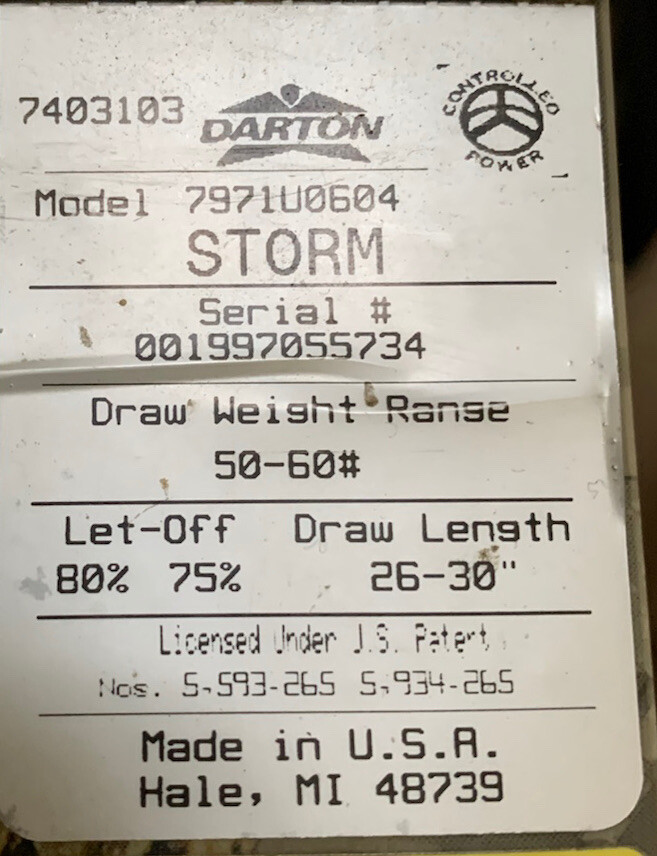 7403103 DARTON CONTROLLED POWER
Model 7971U0604
STORM
Serial #
001997055734
Draw Weight Range
50-60#
Let-Off Draw Length
80% 75% 26-30"
Licensed Under U.S. Patent
Nos. 5,593-265 5,934-265
Made in U.S.A.
Hale, MI 48739